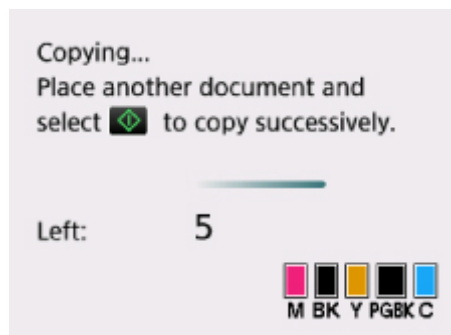 Copying...
Place another document and
select to copy successively.
Left: 5
M BK Y PGBK C